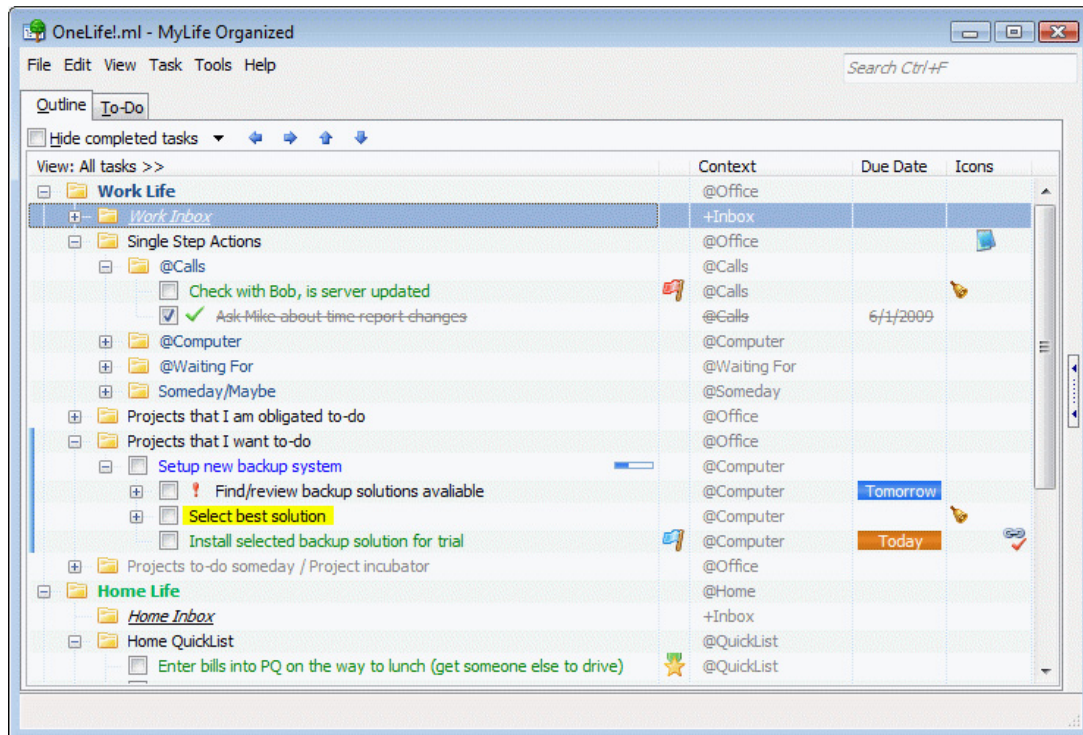 OneLife!.ml - MyLife Organized
File Edit View Task Tools Help Search Ctrl+F
Outline To-Do
Hide completed tasks
View: All tasks >> Context Due Date Icons
Work Life @Office
Work Inbox +Inbox
Single Step Actions @Office
@Calls @Calls
Check with Bob, is server updated @Calls
Ask Mike about time report changes @Calls 6/1/2009
@Computer @Computer
@Waiting For @Waiting For
Someday/Maybe @Someday
Projects that I am obligated to-do @Office
Projects that I want to-do @Office
Setup new backup system @Computer
Find/review backup solutions avaliable @Computer Tomorrow
Select best solution @Computer
Install selected backup solution for trial @Computer Today
Projects to-do someday / Project incubator @Office
Home Life @Home
Home Inbox +Inbox
Home QuickList @QuickList
Enter bills into PQ on the way to lunch (get someone else to drive) @QuickList